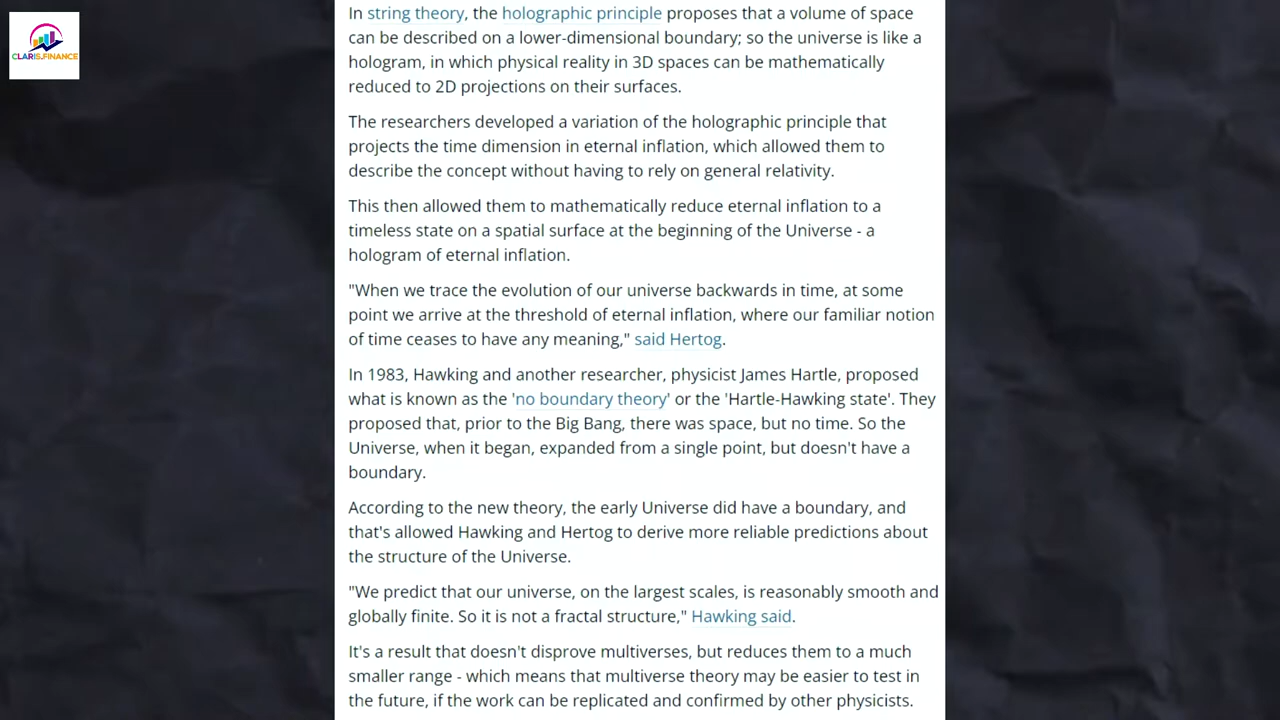 CLARIS.FINANCE
In string theory, the holographic principle proposes that a volume of space
can be described on a lower-dimensional boundary; so the universe is like a
hologram, in which physical reality in 3D spaces can be mathematically
reduced to 2D projections on their surfaces.
The researchers developed a variation of the holographic principle that
projects the time dimension in eternal inflation, which allowed them to
describe the concept without having to rely on general relativity.
This then allowed them to mathematically reduce eternal inflation to a
timeless state on a spatial surface at the beginning of the Universe - a
hologram of eternal inflation.
"When we trace the evolution of our universe backwards in time, at some
point we arrive at the threshold of eternal inflation, where our familiar notion
of time ceases to have any meaning," said Hertog.
In 1983, Hawking and another researcher, physicist James Hartle, proposed
what is known as the 'no boundary theory' or the 'Hartle-Hawking state'. They
proposed that, prior to the Big Bang, there was space, but no time. So the
Universe, when it began, expanded from a single point, but doesn't have a
boundary.
According to the new theory, the early Universe did have a boundary, and
that's allowed Hawking and Hertog to derive more reliable predictions about
the structure of the Universe.
"We predict that our universe, on the largest scales, is reasonably smooth and
globally finite. So it is not a fractal structure," Hawking said.
It's a result that doesn't disprove multiverses, but reduces them to a much
smaller range - which means that multiverse theory may be easier to test in
the future, if the work can be replicated and confirmed by other physicists.